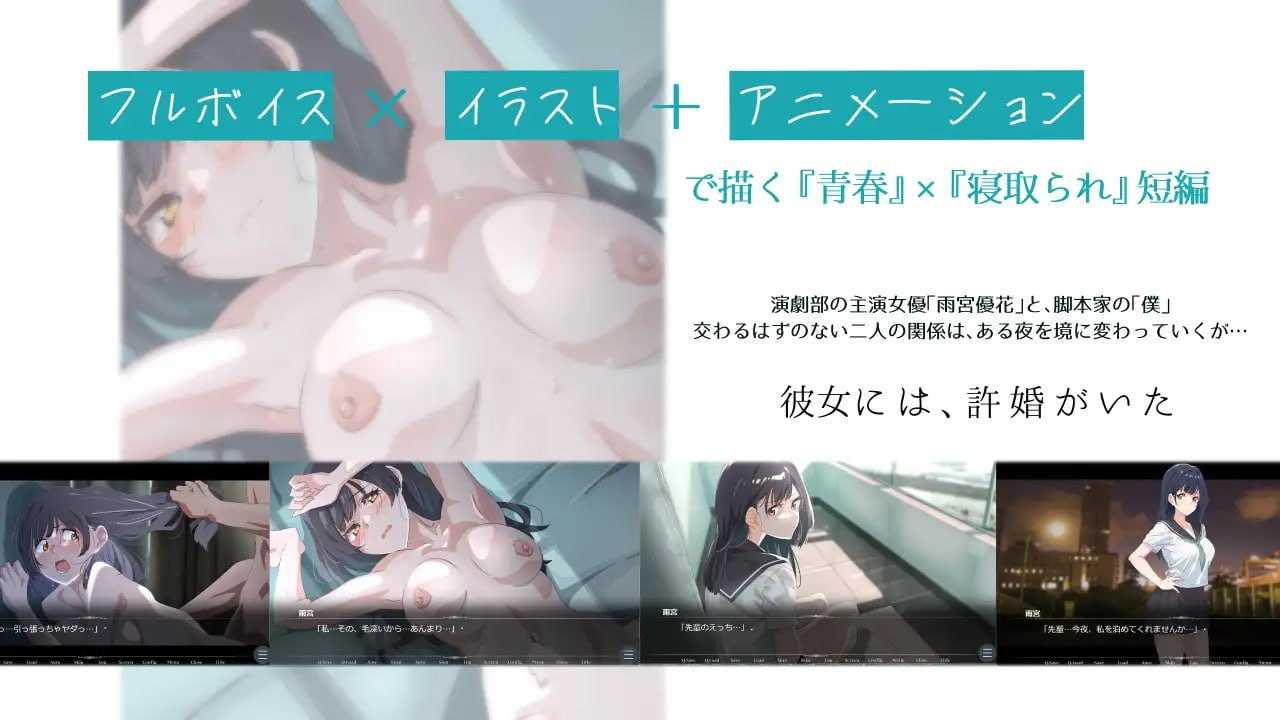 フルボイス × イラスト + アニメーション
で描く『青春』×『寝取られ』短編
演劇部の主演女優「雨宮優花」と、脚本家の「僕」
交わるはずのない二人の関係は、ある夜を境に変わっていくが…
彼女には、許婚がいた
…引っ張っちゃヤダっ…」
雨宮
「私…その、毛深いから…あんまり…」
雨宮
「先輩のえっち…」
雨宮
「先輩…今夜、私を泊めてくれませんか…」